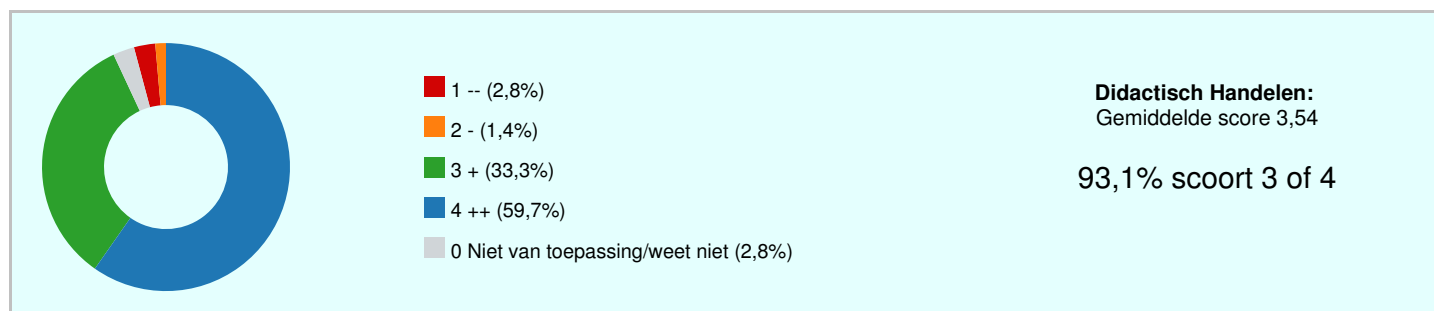 1 -- (2,8%)
2 - (1,4%)
3 + (33,3%)
4 ++ (59,7%)
0 Niet van toepassing/weet niet (2,8%)
Didactisch Handelen:
Gemiddelde score 3,54
93,1% scoort 3 of 4